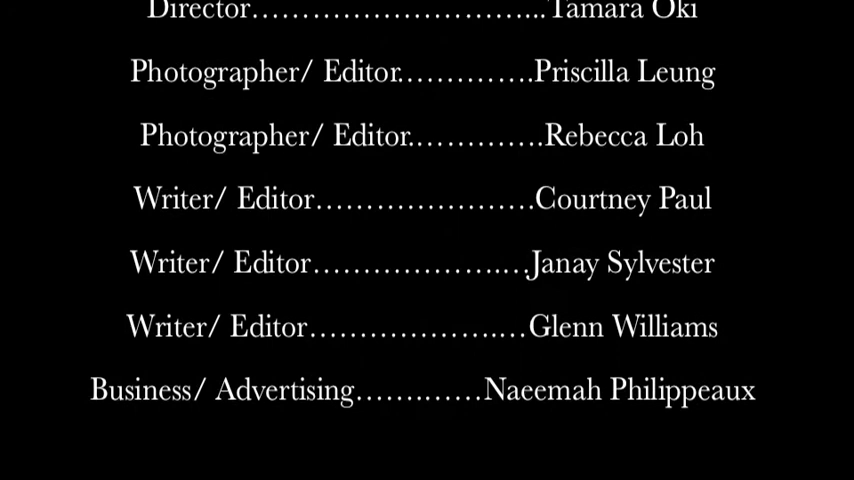 Director……………………….....Tamara Oki
Photographer/ Editor.………….Priscilla Leung
Photographer/ Editor.………….Rebecca Loh
Writer/ Editor………………….Courtney Paul
Writer/ Editor……………….….Janay Sylvester
Writer/ Editor……………….…Glenn Williams
Business/ Advertising…….……Naeemah Philippeaux